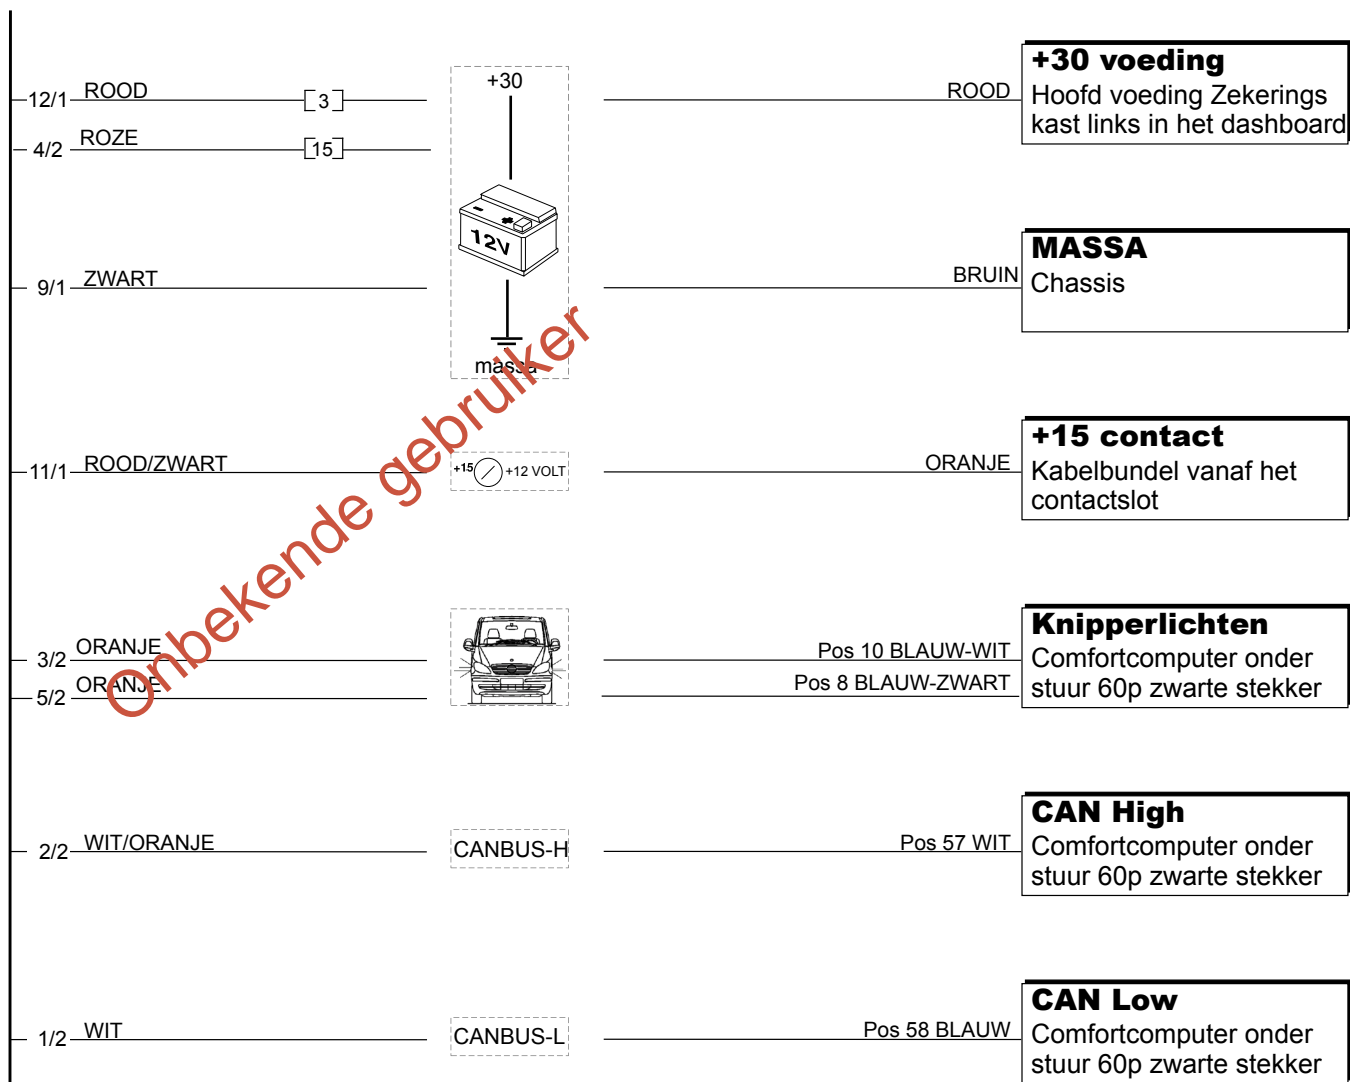 12/1 ROOD [3] +30 ROOD
+30 voeding
Hoofd voeding Zekerings
kast links in het dashboard
4/2 ROZE [15]
12V
9/1 ZWART BRUIN
MASSA
Chassis
massa
11/1 ROOD/ZWART +15 +12 VOLT ORANJE
+15 contact
Kabelbundel vanaf het
contactslot
Onbekende gebruiker
3/2 ORANJE Pos 10 BLAUW-WIT
5/2 ORANJE Pos 8 BLAUW-ZWART
Knipperlichten
Comfortcomputer onder
stuur 60p zwarte stekker
2/2 WIT/ORANJE CANBUS-H Pos 57 WIT
CAN High
Comfortcomputer onder
stuur 60p zwarte stekker
1/2 WIT CANBUS-L Pos 58 BLAUW
CAN Low
Comfortcomputer onder
stuur 60p zwarte stekker